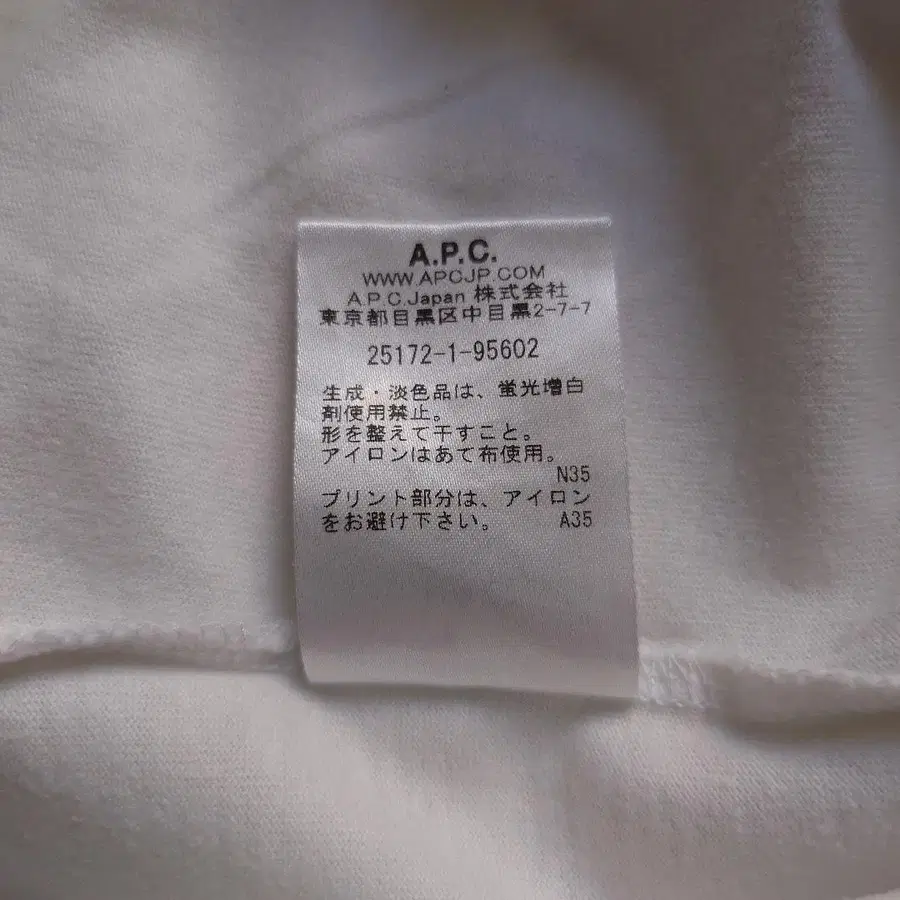 A.P.C.
WWW.APCJP.COM
A.P.C.Japan 株式会社
東京都目黒区中目黒2-7-7
25172-1-95602
生成・淡色品は、蛍光増白
剤使用禁止。
形を整えて干すこと。
アイロンはあて布使用。
N35
プリント部分は、アイロン
をお避け下さい。 A35